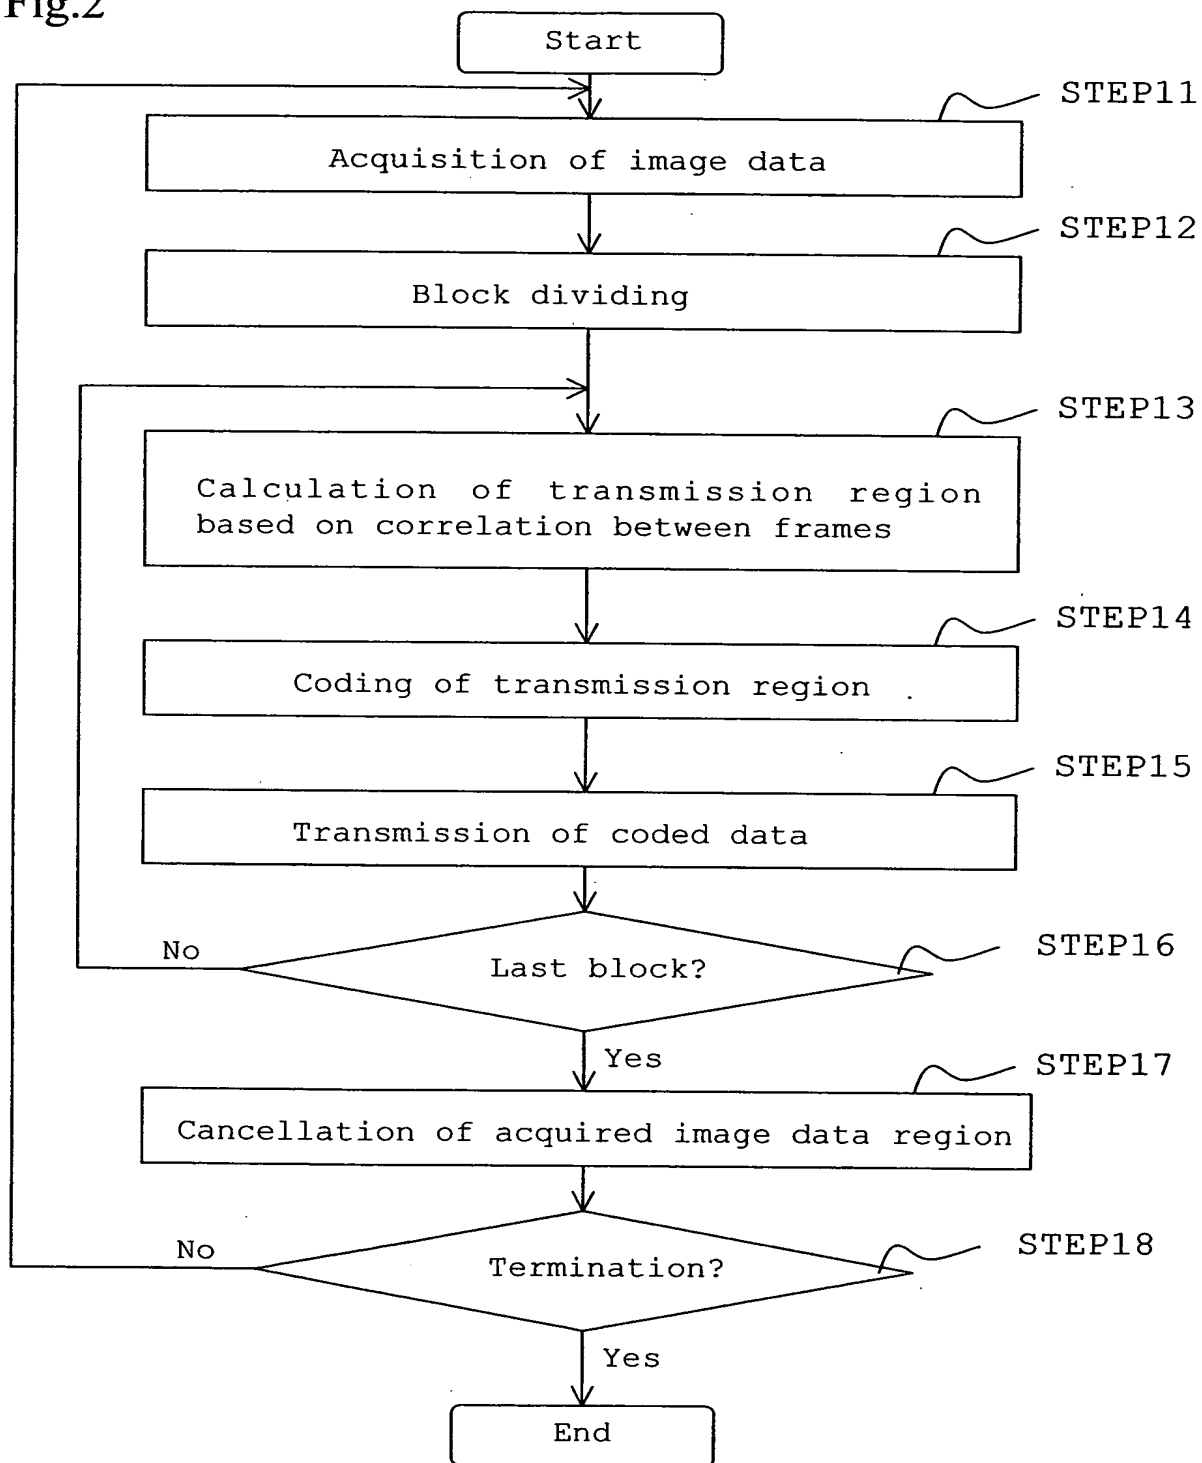 Fig.2
Start
STEP11
Acquisition of image data
STEP12
Block dividing
STEP13
Calculation of transmission region
based on correlation between frames
STEP14
Coding of transmission region
STEP15
Transmission of coded data
No
Last block?
STEP16
Yes
STEP17
Cancellation of acquired image data region
No
Termination?
STEP18
Yes
End